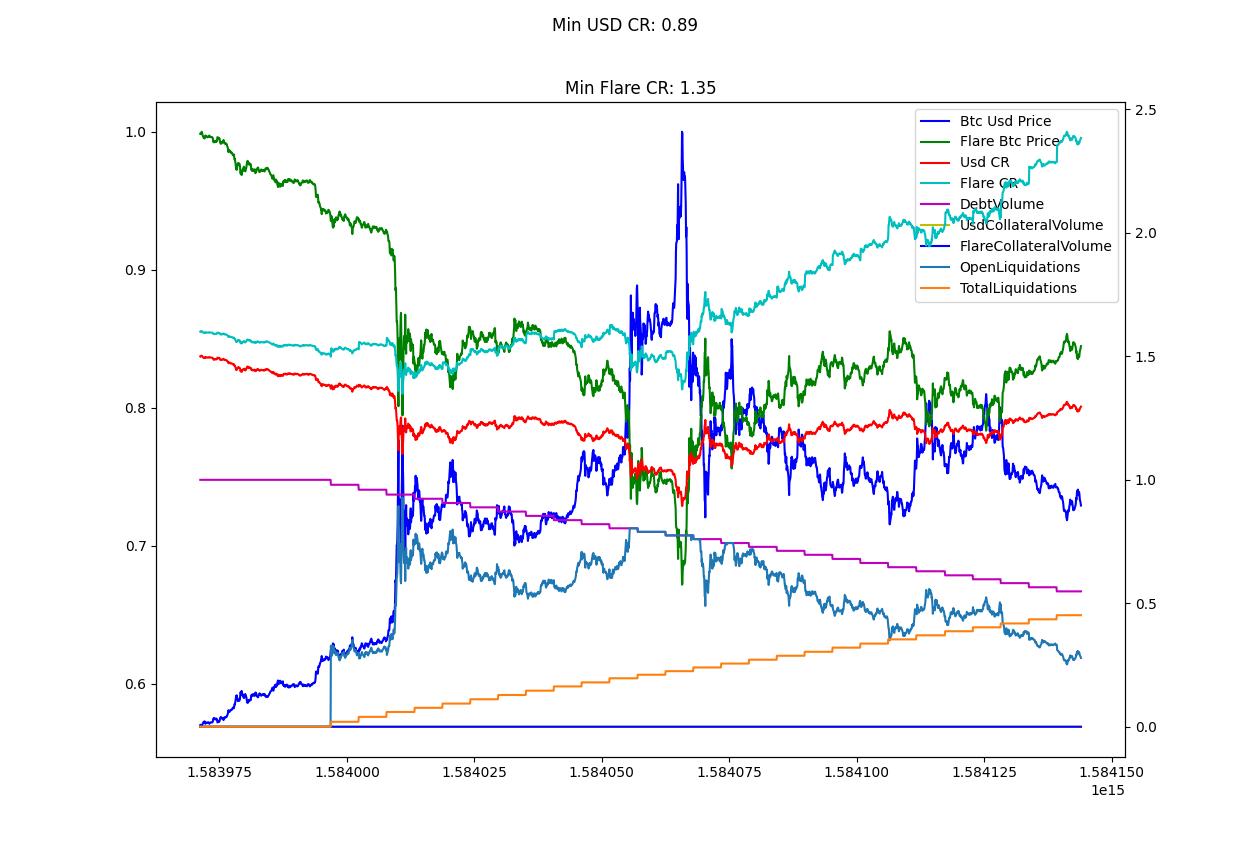 Min USD CR: 0.89
Min Flare CR: 1.35
1.0
0.9
0.8
0.7
0.6
2.5
2.0
1.5
1.0
0.5
0.0
Btc Usd Price
Flare Btc Price
Usd CR
Flare CR
DebtVolume
UsdCollateralVolume
FlareCollateralVolume
OpenLiquidations
TotalLiquidations
1.583975 1.584000 1.584025 1.584050 1.584075 1.584100 1.584125 1.584150
1e15